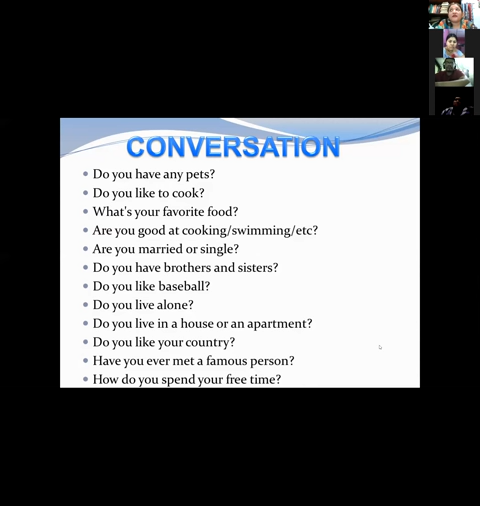 CONVERSATION
Do you have any pets?
Do you like to cook?
What's your favorite food?
Are you good at cooking/swimming/etc?
Are you married or single?
Do you have brothers and sisters?
Do you like baseball?
Do you live alone?
Do you live in a house or an apartment?
Do you like your country?
Have you ever met a famous person?
How do you spend your free time?